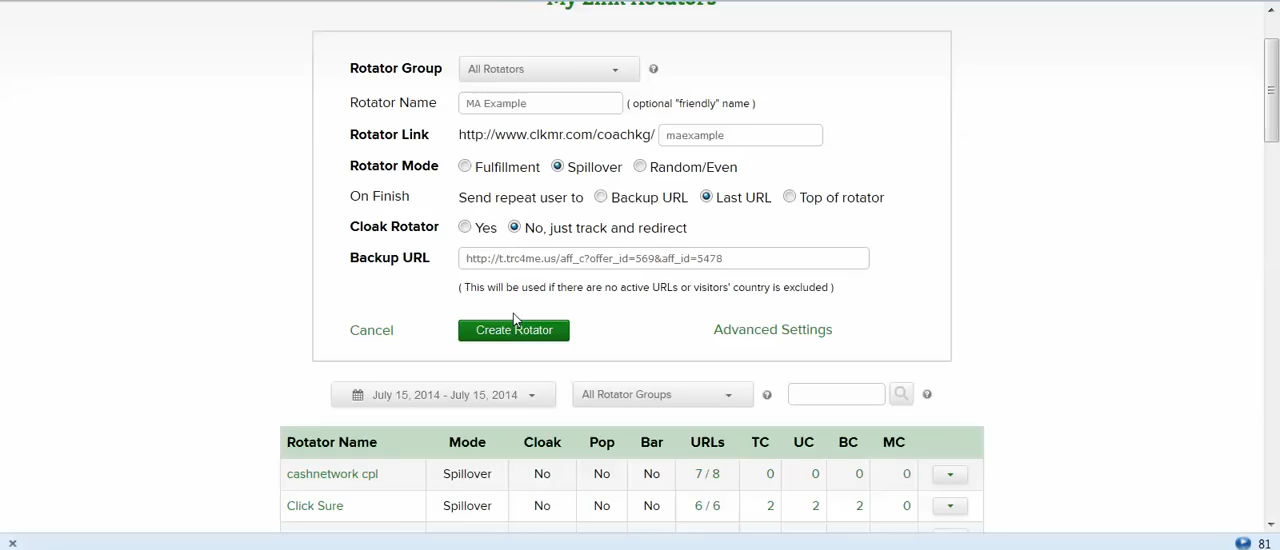 My Link Rotators
Rotator Group All Rotators
Rotator Name MA Example ( optional "friendly" name )
Rotator Link http://www.clkmr.com/coachkg/ maexample
Rotator Mode Fulfillment Spillover Random/Even
On Finish Send repeat user to Backup URL Last URL Top of rotator
Cloak Rotator Yes No, just track and redirect
Backup URL http://t.trc4me.us/aff_c?offer_id=569&aff_id=5478
( This will be used if there are no active URLs or visitors' country is excluded )
Cancel Create Rotator Advanced Settings
July 15, 2014 - July 15, 2014 All Rotator Groups
Rotator Name Mode Cloak Pop Bar URLs TC UC BC MC
cashnetwork cpl Spillover No No No 7 / 8 0 0 0 0
Click Sure Spillover No No No 6 / 6 2 2 2 0
81